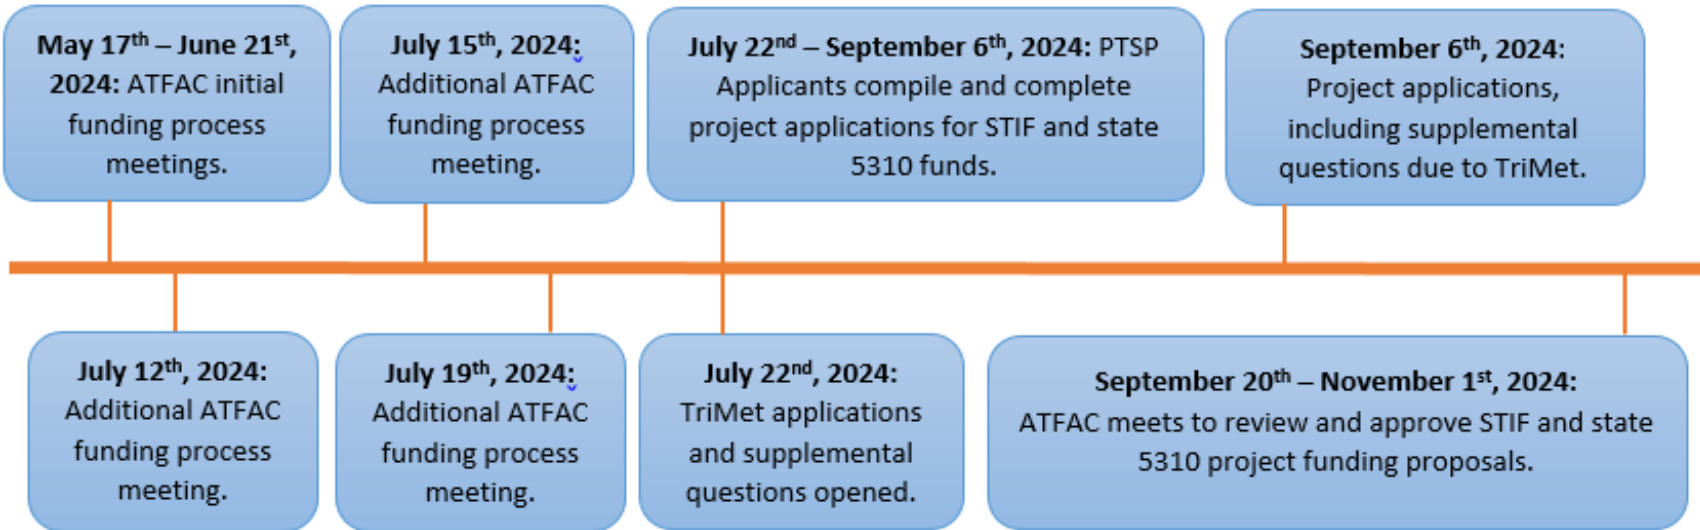 May 17th – June 21st,
2024: ATFAC initial
funding process
meetings.
July 15th, 2024:
Additional ATFAC
funding process
meeting.
July 22nd – September 6th, 2024: PTSP
Applicants compile and complete
project applications for STIF and state
5310 funds.
September 6th, 2024:
Project applications,
including supplemental
questions due to TriMet.
July 12th, 2024:
Additional ATFAC
funding process
meeting.
July 19th, 2024:
Additional ATFAC
funding process
meeting.
July 22nd, 2024:
TriMet applications
and supplemental
questions opened.
September 20th – November 1st, 2024:
ATFAC meets to review and approve STIF and state
5310 project funding proposals.